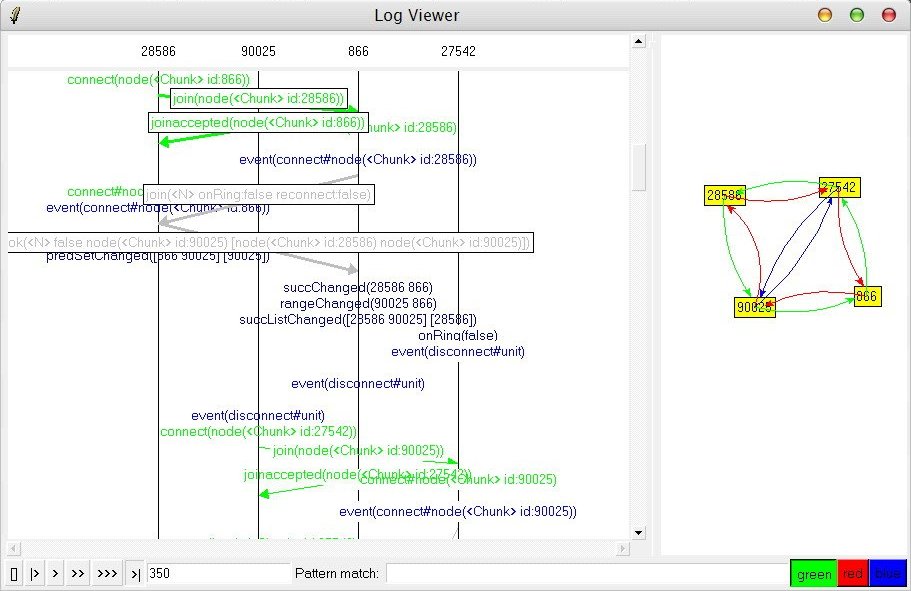 Log Viewer
28586 90025 866 27542
connect(node(<Chunk> id:866))
join(node(<Chunk> id:28586))
joinaccepted(node(<Chunk> id:866))
hunk> id:28586)
event(connect#node(<Chunk> id:28586))
connect#noc
join(<N> onRing:false reconnect:false)
event(connect#node(<Chunk> id:866))
ok(<N> false node(<Chunk> id:90025) [node(<Chunk> id:28586) node(<Chunk> id:90025)])
predSetChanged([866 90025] [90025])
succChanged(28586 866)
rangeChanged(90025 866)
succListChanged([28586 90025] [28586])
onRing(false)
event(disconnect#unit)
event(disconnect#unit)
event(disconnect#unit)
connect(node(<Chunk> id:27542))
join(node(<Chunk> id:90025))
joinaccepted(node(<Chunk> id:27542))
connect#node(<Chunk> id:90025)
event(connect#node(<Chunk> id:90025))
28586
27542
90025
866
[] |> > >> >>> >| 350 Pattern match: green red blue